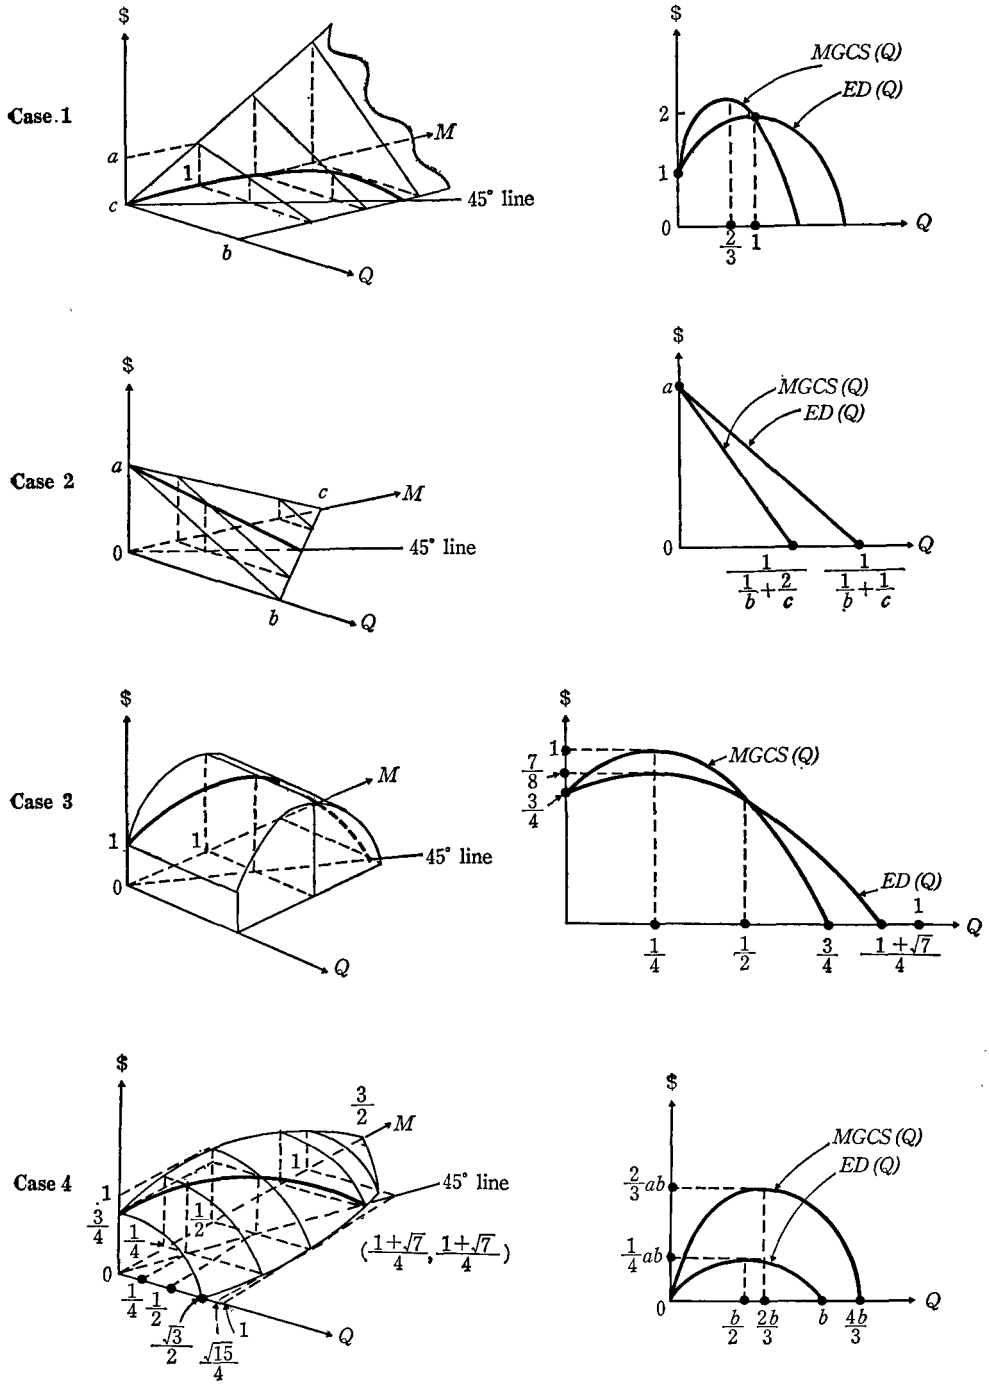 Case 1
$
a
c
1
b
M
45° line
Q
$
2
1
0
MGCS (Q)
ED (Q)
2/3
1
Q
Case 2
$
a
0
c
M
45° line
b
Q
$
a
0
MGCS (Q)
ED (Q)
Q
1/(1/b + 2/c)
1/(1/b + 1/c)
Case 3
$
1
0
1
M
45° line
Q
$
1
7/8
3/4
MGCS (Q)
ED (Q)
1
Q
1/4
1/2
3/4
(1 + √7)/4
Case 4
$
3/2
M
1
3/4
1
1/2
1/4
45° line
0
((1+√7)/4, (1+√7)/4)
1/4
1/2
√3/2
√15/4
1
Q
$
MGCS (Q)
ED (Q)
2/3 ab
1/4 ab
0
b/2
2b/3
b
4b/3
Q